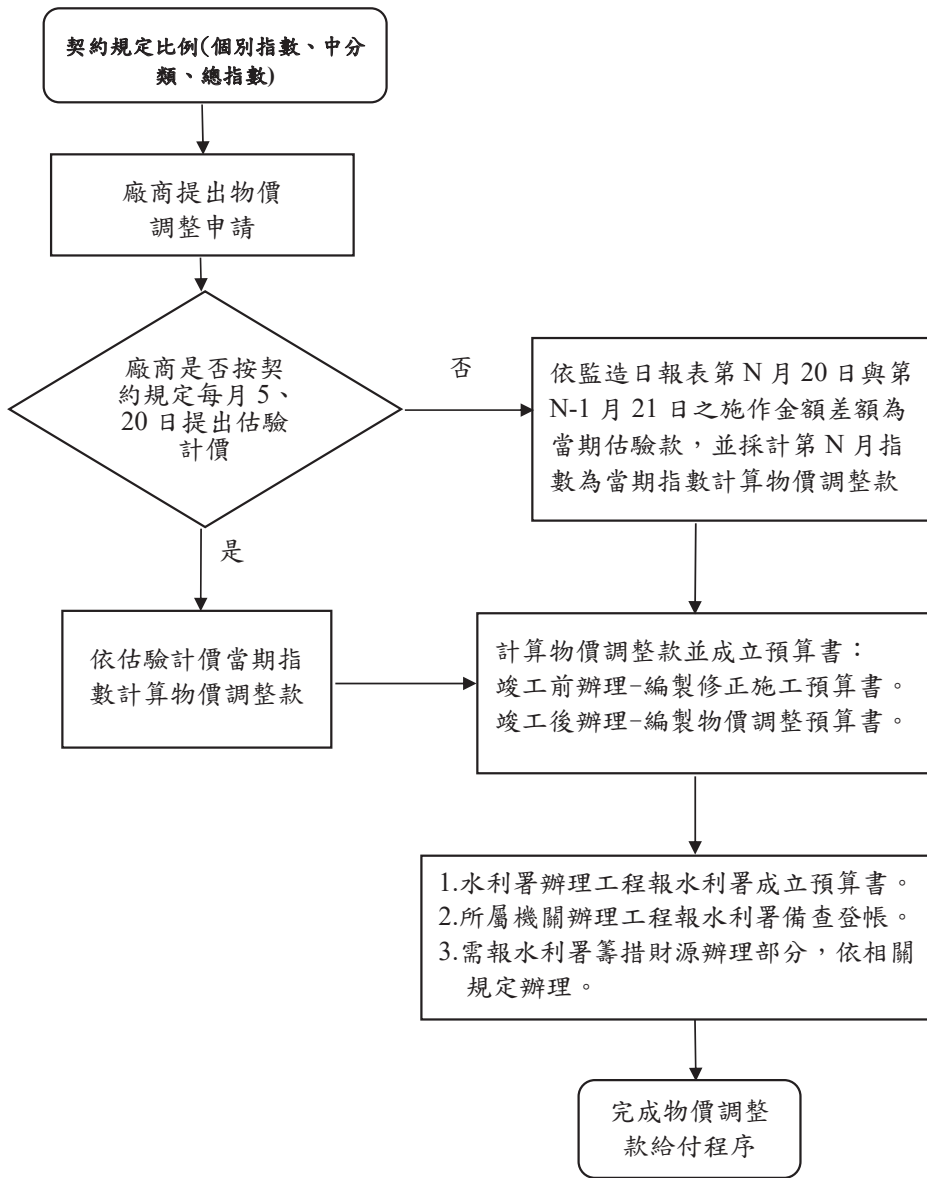 契約規定比例(個別指數、中分
類、總指數)
廠商提出物價
調整申請
廠商是否按契
約規定每月 5、
20 日提出估驗
計價
否
依監造日報表第 N 月 20 日與第
N-1 月 21 日之施作金額差額為
當期估驗款，並採計第 N 月指
數為當期指數計算物價調整款
是
依估驗計價當期指
數計算物價調整款
計算物價調整款並成立預算書：
竣工前辦理-編製修正施工預算書。
竣工後辦理-編製物價調整預算書。
1.水利署辦理工程報水利署成立預算書。
2.所屬機關辦理工程報水利署備查登帳。
3.需報水利署籌措財源辦理部分，依相關
規定辦理。
完成物價調整
款給付程序